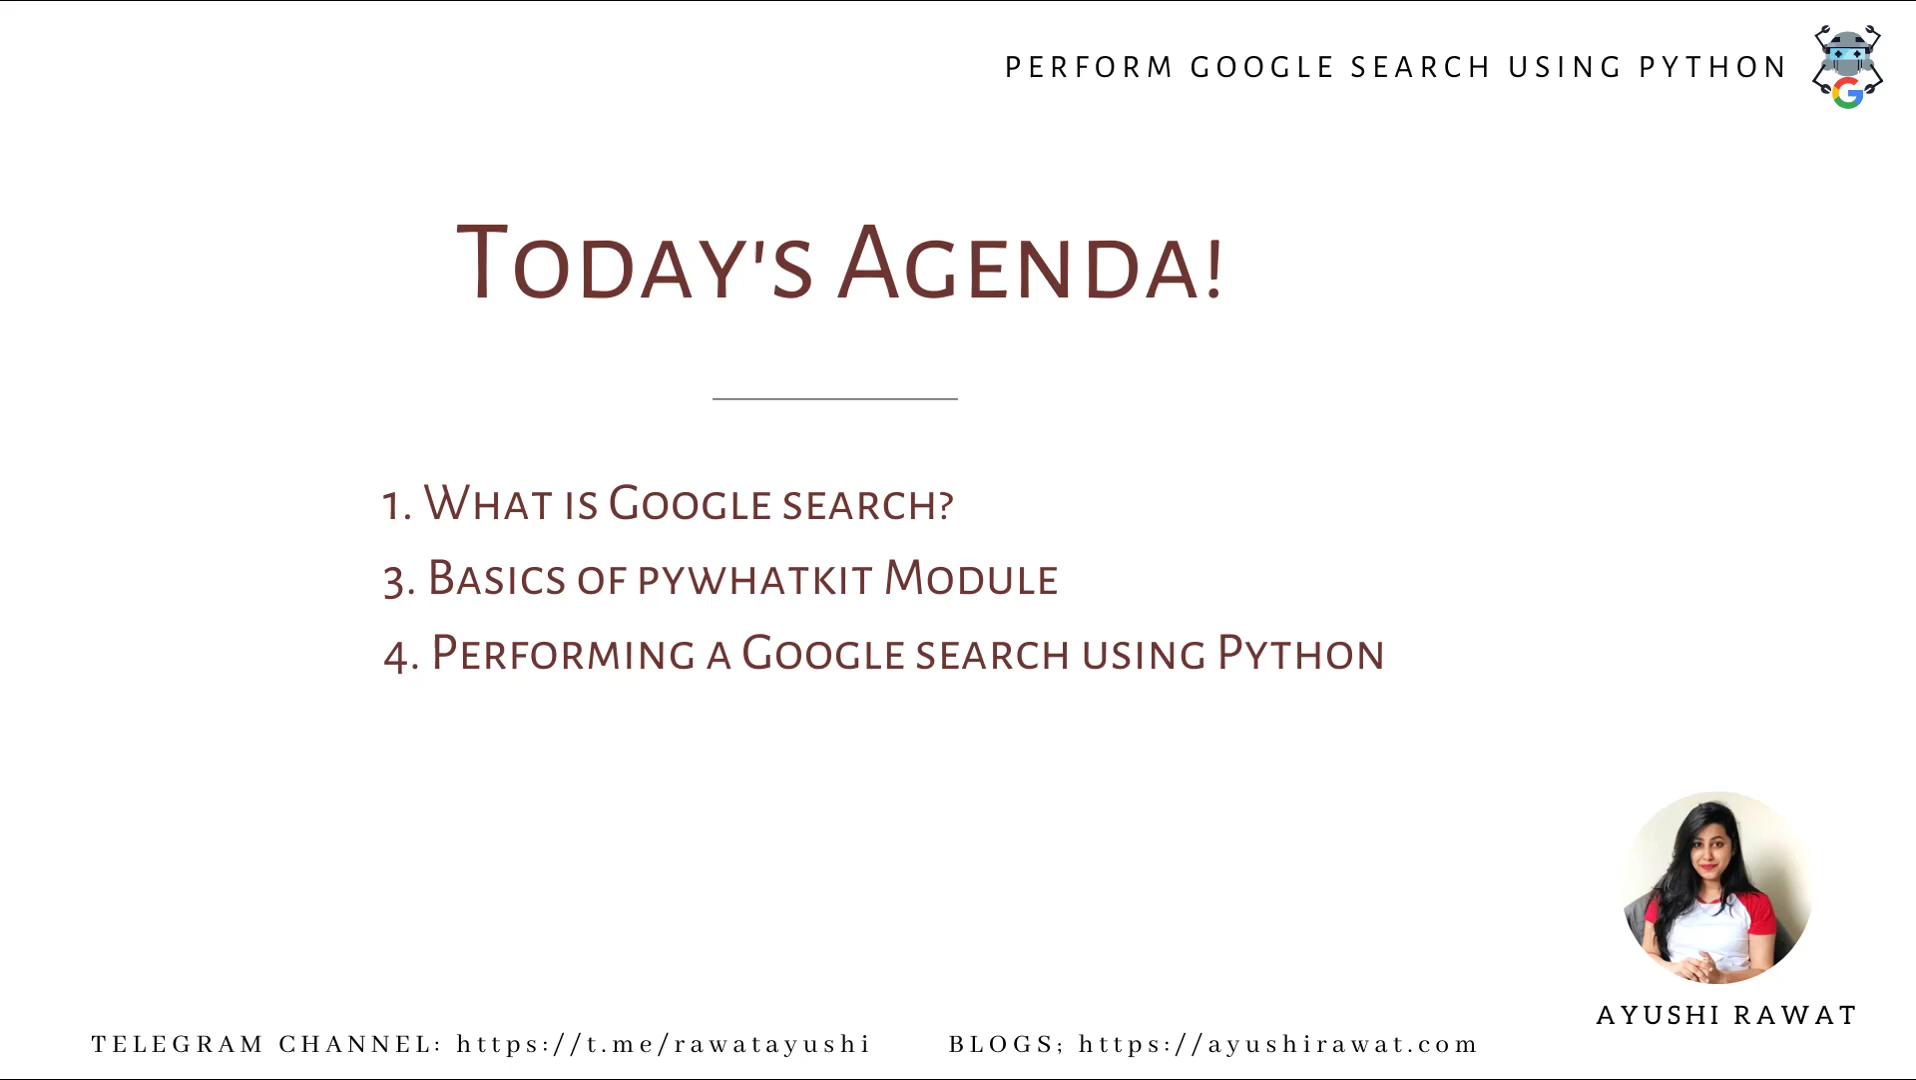 PERFORM GOOGLE SEARCH USING PYTHON
Today's Agenda!
1. What is Google search?
3. Basics of pywhatkit Module
4. Performing a Google search using Python
AYUSHI RAWAT
TELEGRAM CHANNEL: https://t.me/rawatayushi BLOGS; https://ayushirawat.com